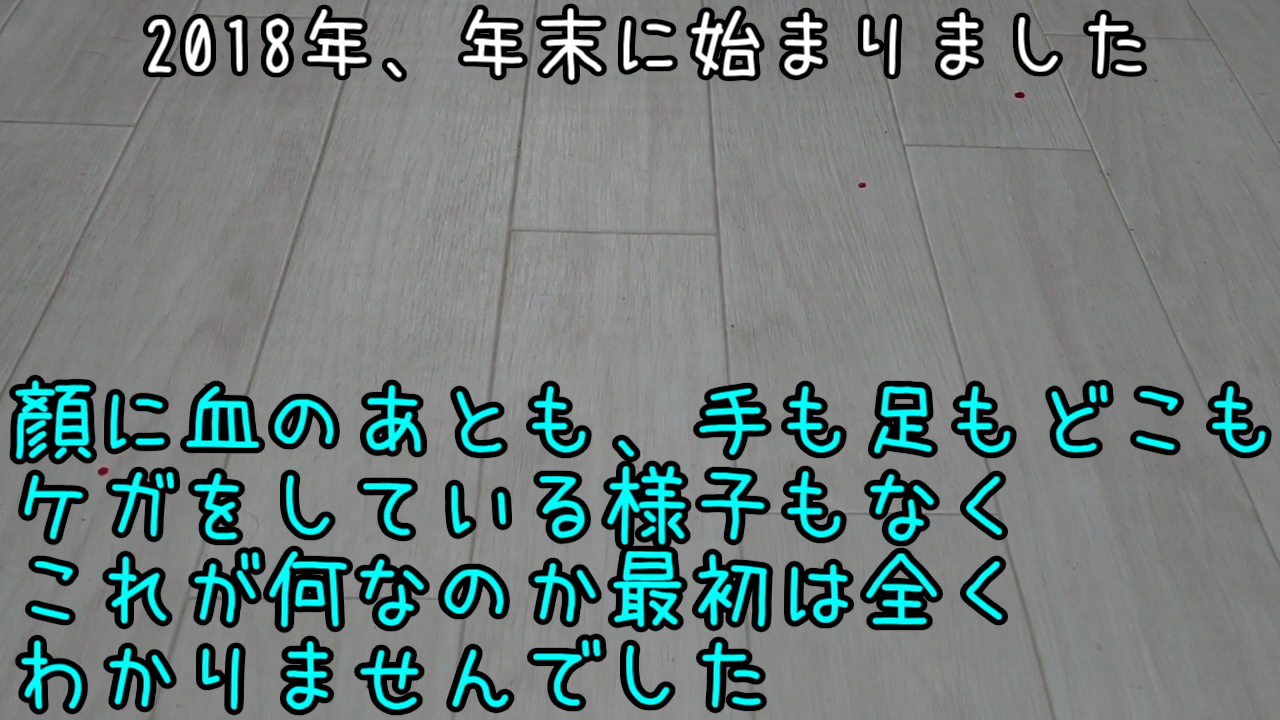 2018年、年末に始まりました
顔に血のあとも、手も足もどこも
ケガをしている様子もなく
これが何なのか最初は全く
わかりませんでした